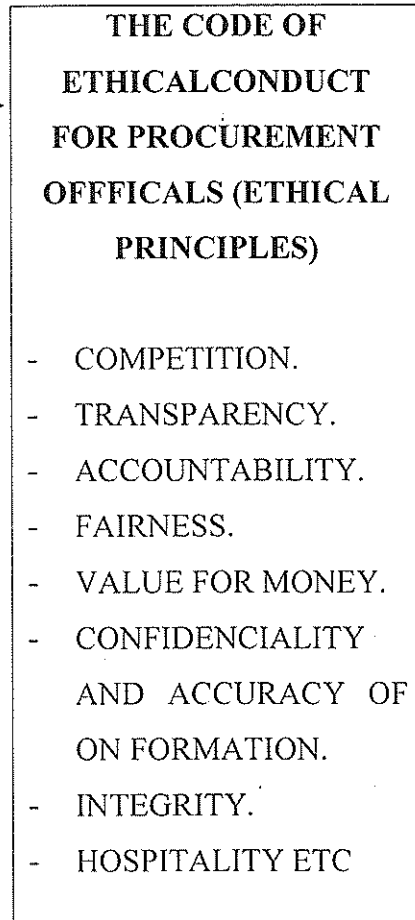 THE CODE OF
ETHICALCONDUCT
FOR PROCUREMENT
OFFFICALS (ETHICAL
PRINCIPLES)
- COMPETITION.
- TRANSPARENCY.
- ACCOUNTABILITY.
- FAIRNESS.
- VALUE FOR MONEY.
- CONFIDENCIALITY
AND ACCURACY OF
ON FORMATION.
- INTEGRITY.
- HOSPITALITY ETC